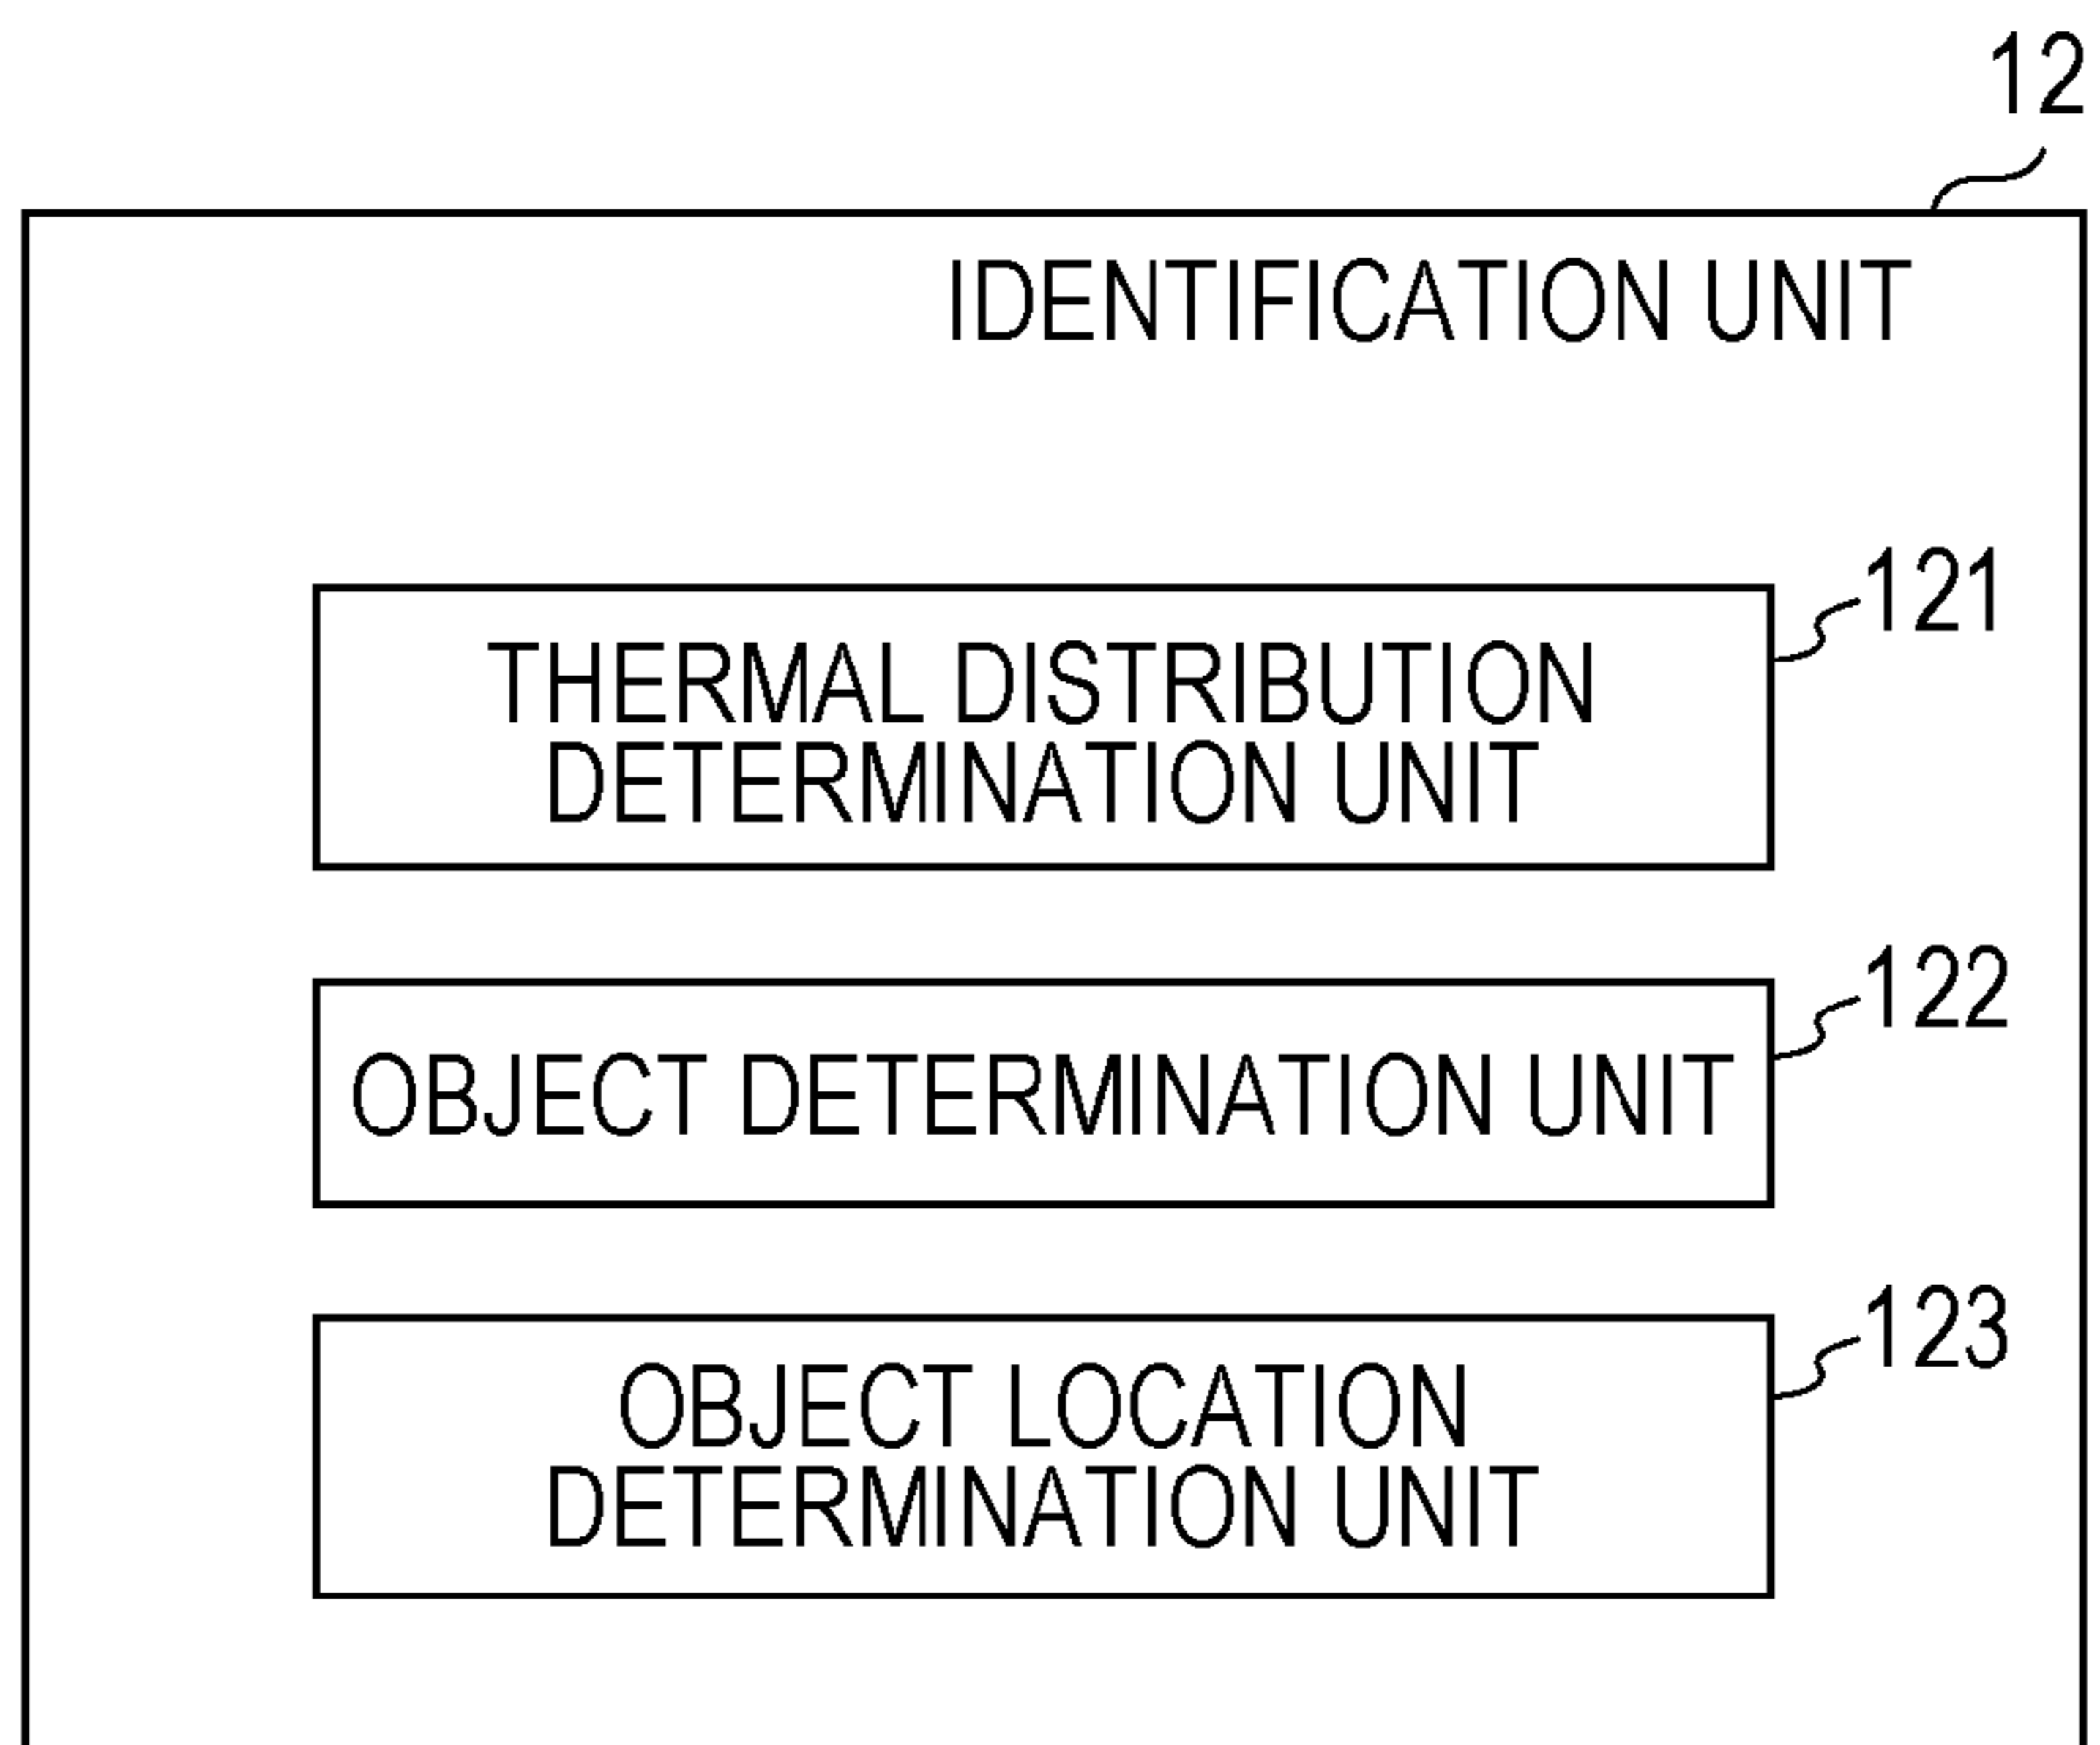 12
IDENTIFICATION UNIT
121
THERMAL DISTRIBUTION
DETERMINATION UNIT
122
OBJECT DETERMINATION UNIT
123
OBJECT LOCATION
DETERMINATION UNIT